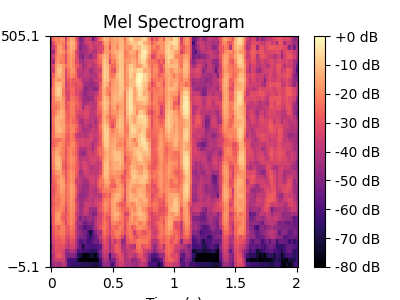 Mel Spectrogram
505.1
-5.1
0
0.5
1
1.5
2
+0 dB
-10 dB
-20 dB
-30 dB
-40 dB
-50 dB
-60 dB
-70 dB
-80 dB